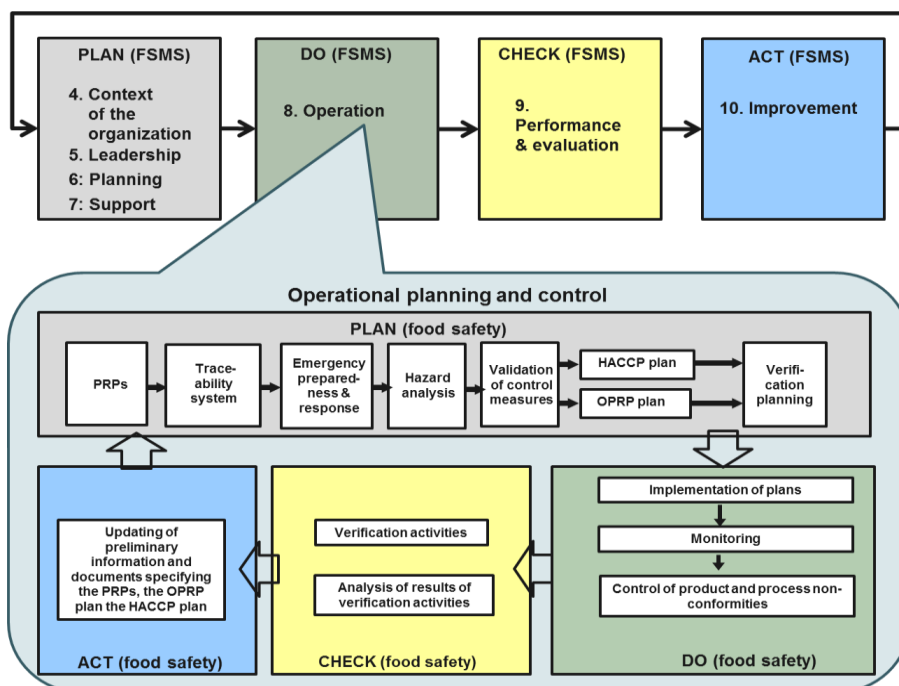 PLAN (FSMS)
4. Context
of the
organization
5. Leadership
6: Planning
7: Support
DO (FSMS)
8. Operation
CHECK (FSMS)
9.
Performance
& evaluation
ACT (FSMS)
10. Improvement
Operational planning and control
PLAN (food safety)
PRPs
Trace-
ability
system
Emergency
prepared-
ness &
response
Hazard
analysis
Validation
of control
measures
HACCP plan
OPRP plan
Verifi-
cation
planning
Updating of
preliminary
information and
documents specifying
the PRPs, the OPRP
plan the HACCP plan
ACT (food safety)
Verification activities
Analysis of results of
verification activities
CHECK (food safety)
Implementation of plans
Monitoring
Control of product and process non-
conformities
DO (food safety)